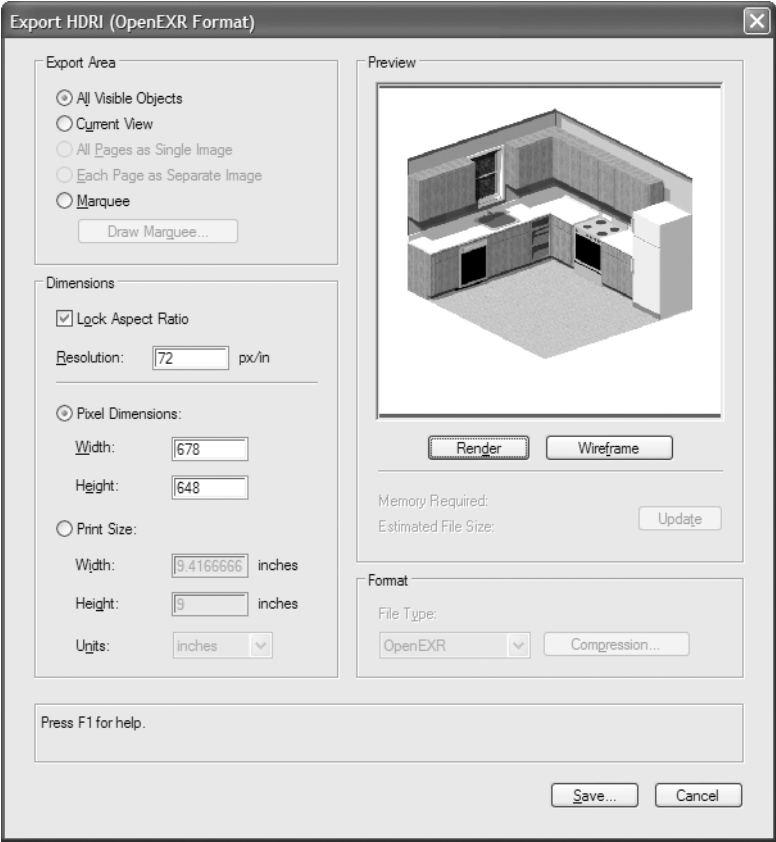 Export HDRI (OpenEXR Format)
Export Area
All Visible Objects
Current View
All Pages as Single Image
Each Page as Separate Image
Marquee
Draw Marquee...
Dimensions
Lock Aspect Ratio
Resolution: 72 px/in
Pixel Dimensions:
Width: 678
Height: 648
Print Size:
Width: 9.4166666 inches
Height: 9 inches
Units: inches
Preview
Render Wireframe
Memory Required:
Estimated File Size:
Update
Format
File Type:
OpenEXR Compression...
Press F1 for help.
Save... Cancel